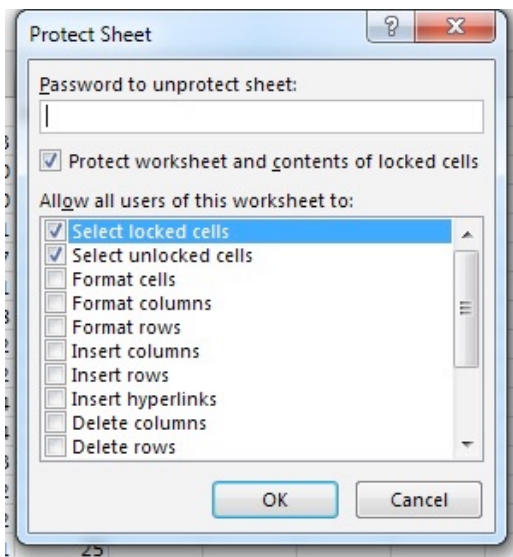 Protect Sheet
Password to unprotect sheet:
Protect worksheet and contents of locked cells
Allow all users of this worksheet to:
Select locked cells
Select unlocked cells
Format cells
Format columns
Format rows
Insert columns
Insert rows
Insert hyperlinks
Delete columns
Delete rows
OK Cancel
25